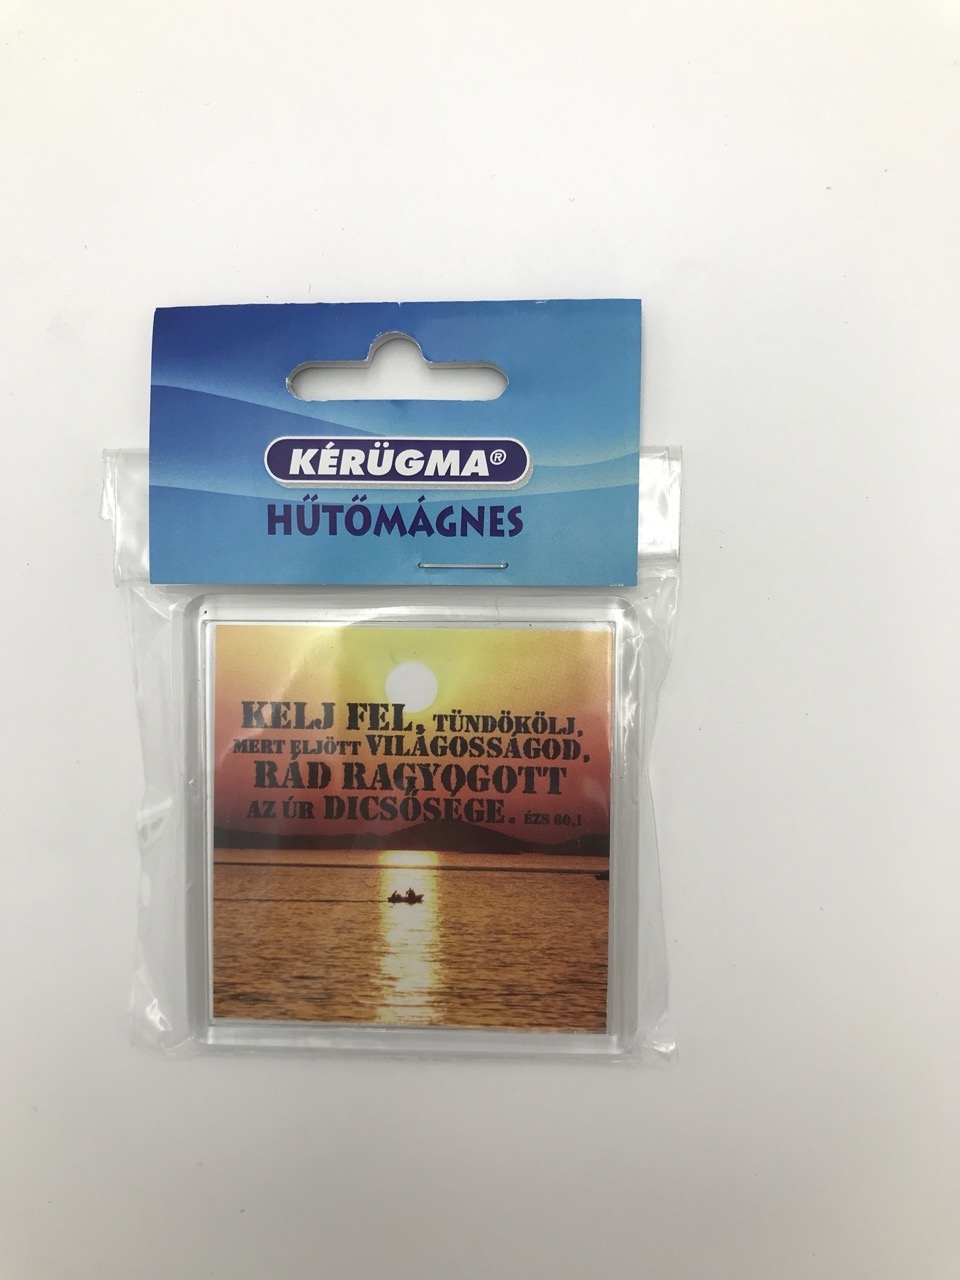 KÉRÜGMA®
HŰTŐMÁGNES
KELJ FEL, TÜNDÖKÖLJ,
MERT ELJÖTT VILÁGOSSÁGOD,
RÁD RAGYOGOTT
AZ ÚR DICSŐSÉGE. ÉZS 60,1